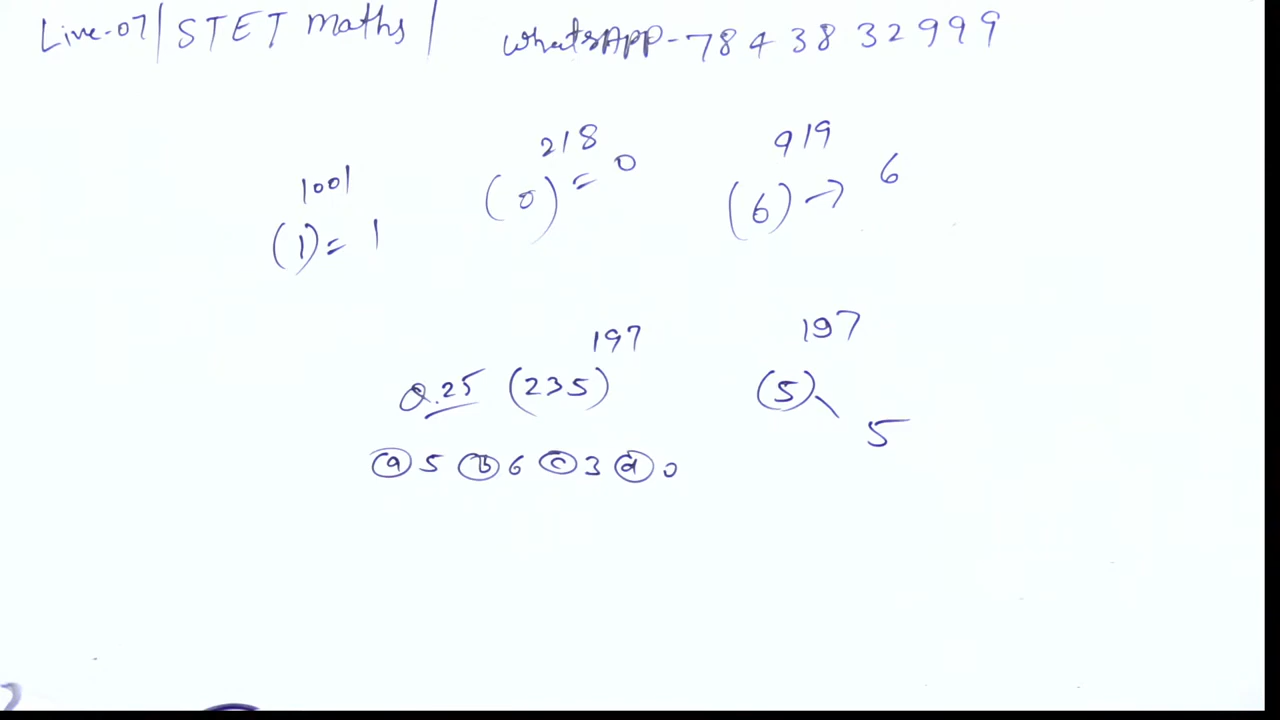 Live-07/ STET Maths/ WhatsAPP-7843832999
1001
(1)= 1
218
(0) = 0
919
(6) → 6
197
Q.25 (235)
197
(5) 5
ⓐ 5 ⓑ 6 ⓒ 3 ⓓ 0